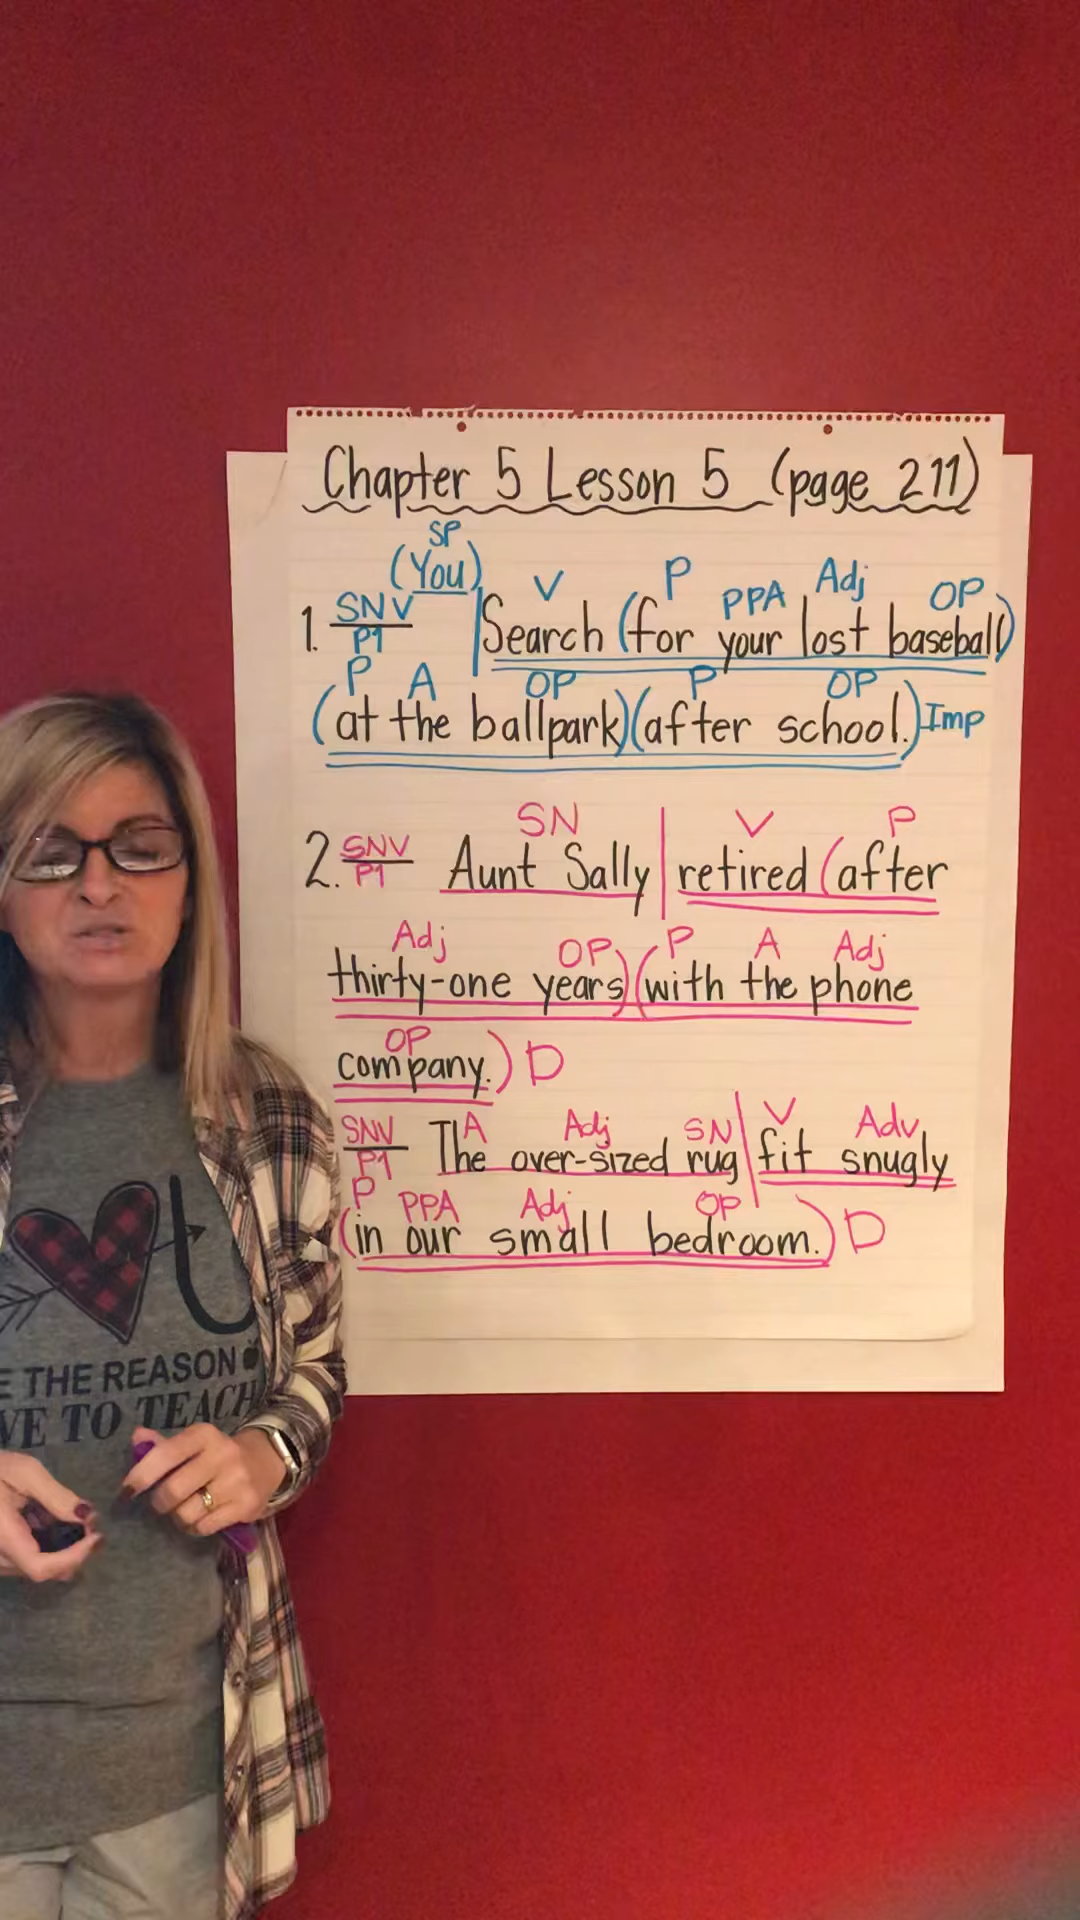 Chapter 5 Lesson 5 (page 211)
SP
(You) V P PPA Adj OP
1. SNV/P1 Search (for your lost baseball)
P A OP P OP
(at the ballpark)(after school.) Imp
SN V P
2. SNV/P1 Aunt Sally | retired (after
Adj OP P A Adj
thirty-one years)(with the phone
OP
company.) D
A Adj SN V Adv
SNV/P1 The over-sized rug | fit snugly
P PPA Adj OP
(in our small bedroom.) D
U
E THE REASON
VE TO TEACH